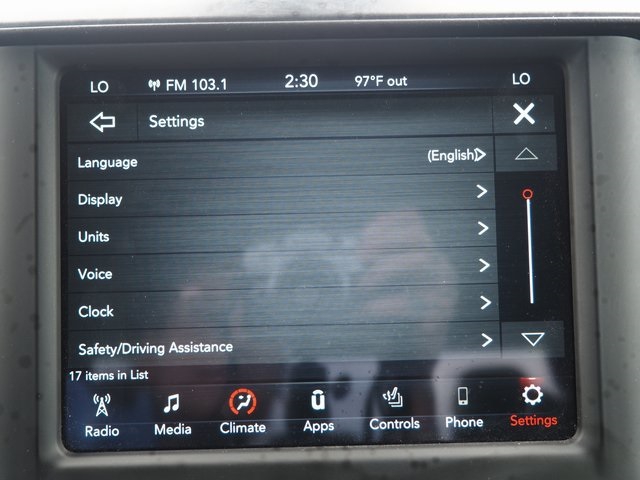 LO FM 103.1 2:30 97°F out LO
Settings
Language (English)
Display
Units
Voice
Clock
Safety/Driving Assistance
17 items in List
Radio Media Climate Apps Controls Phone Settings